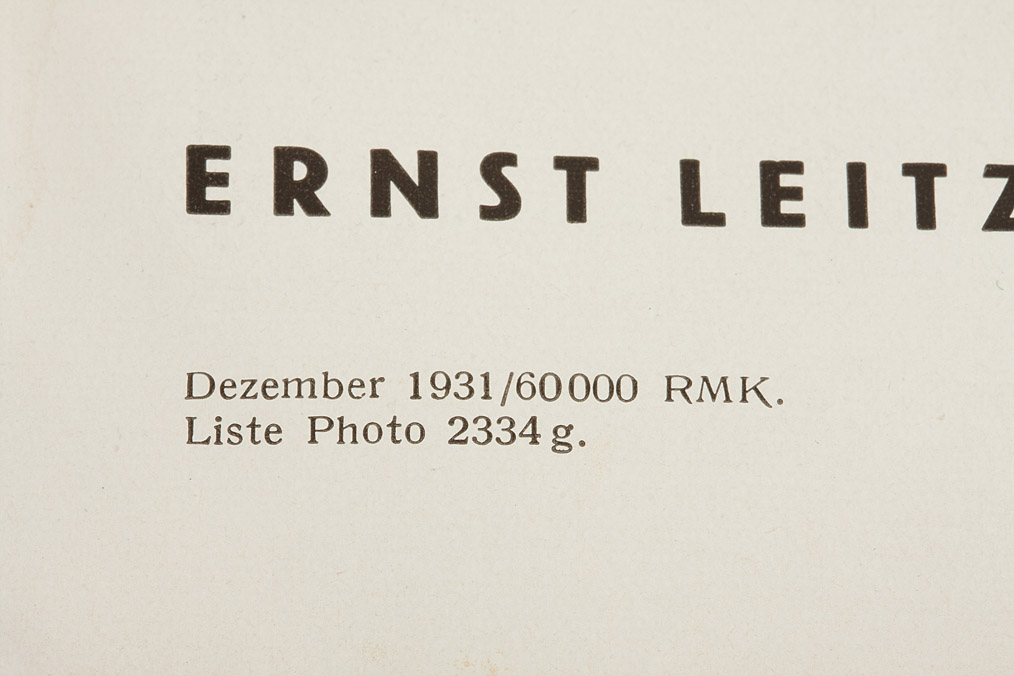 ERNST LEITZ
Dezember 1931/60000 RMK.
Liste Photo 2334 g.